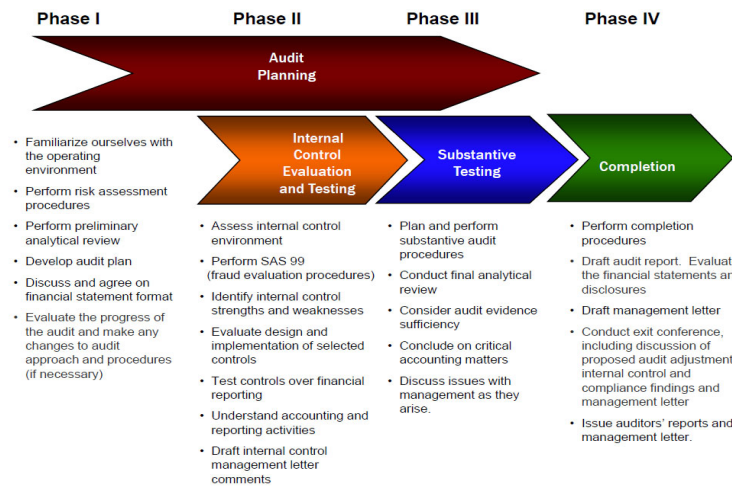 Phase I
Phase II
Phase III
Phase IV
Audit
Planning
Internal
Control
Evaluation
and Testing
Substantive
Testing
Completion
• Familiarize ourselves with
the operating
environment
• Perform risk assessment
procedures
• Perform preliminary
analytical review
• Develop audit plan
• Discuss and agree on
financial statement format
• Evaluate the progress of
the audit and make any
changes to audit
approach and procedures
(if necessary)
• Assess internal control
environment
• Perform SAS 99
(fraud evaluation procedures)
• Identify internal control
strengths and weaknesses
• Evaluate design and
implementation of selected
controls
• Test controls over financial
reporting
• Understand accounting and
reporting activities
• Draft internal control
management letter
comments
• Plan and perform
substantive audit
procedures
• Conduct final analytical
review
• Consider audit evidence
sufficiency
• Conclude on critical
accounting matters
• Discuss issues with
management as they
arise.
• Perform completion
procedures
• Draft audit report. Evaluat
the financial statements an
disclosures
• Draft management letter
• Conduct exit conference,
including discussion of
proposed audit adjustment
internal control and
compliance findings and
management letter
• Issue auditors’ reports and
management letter.